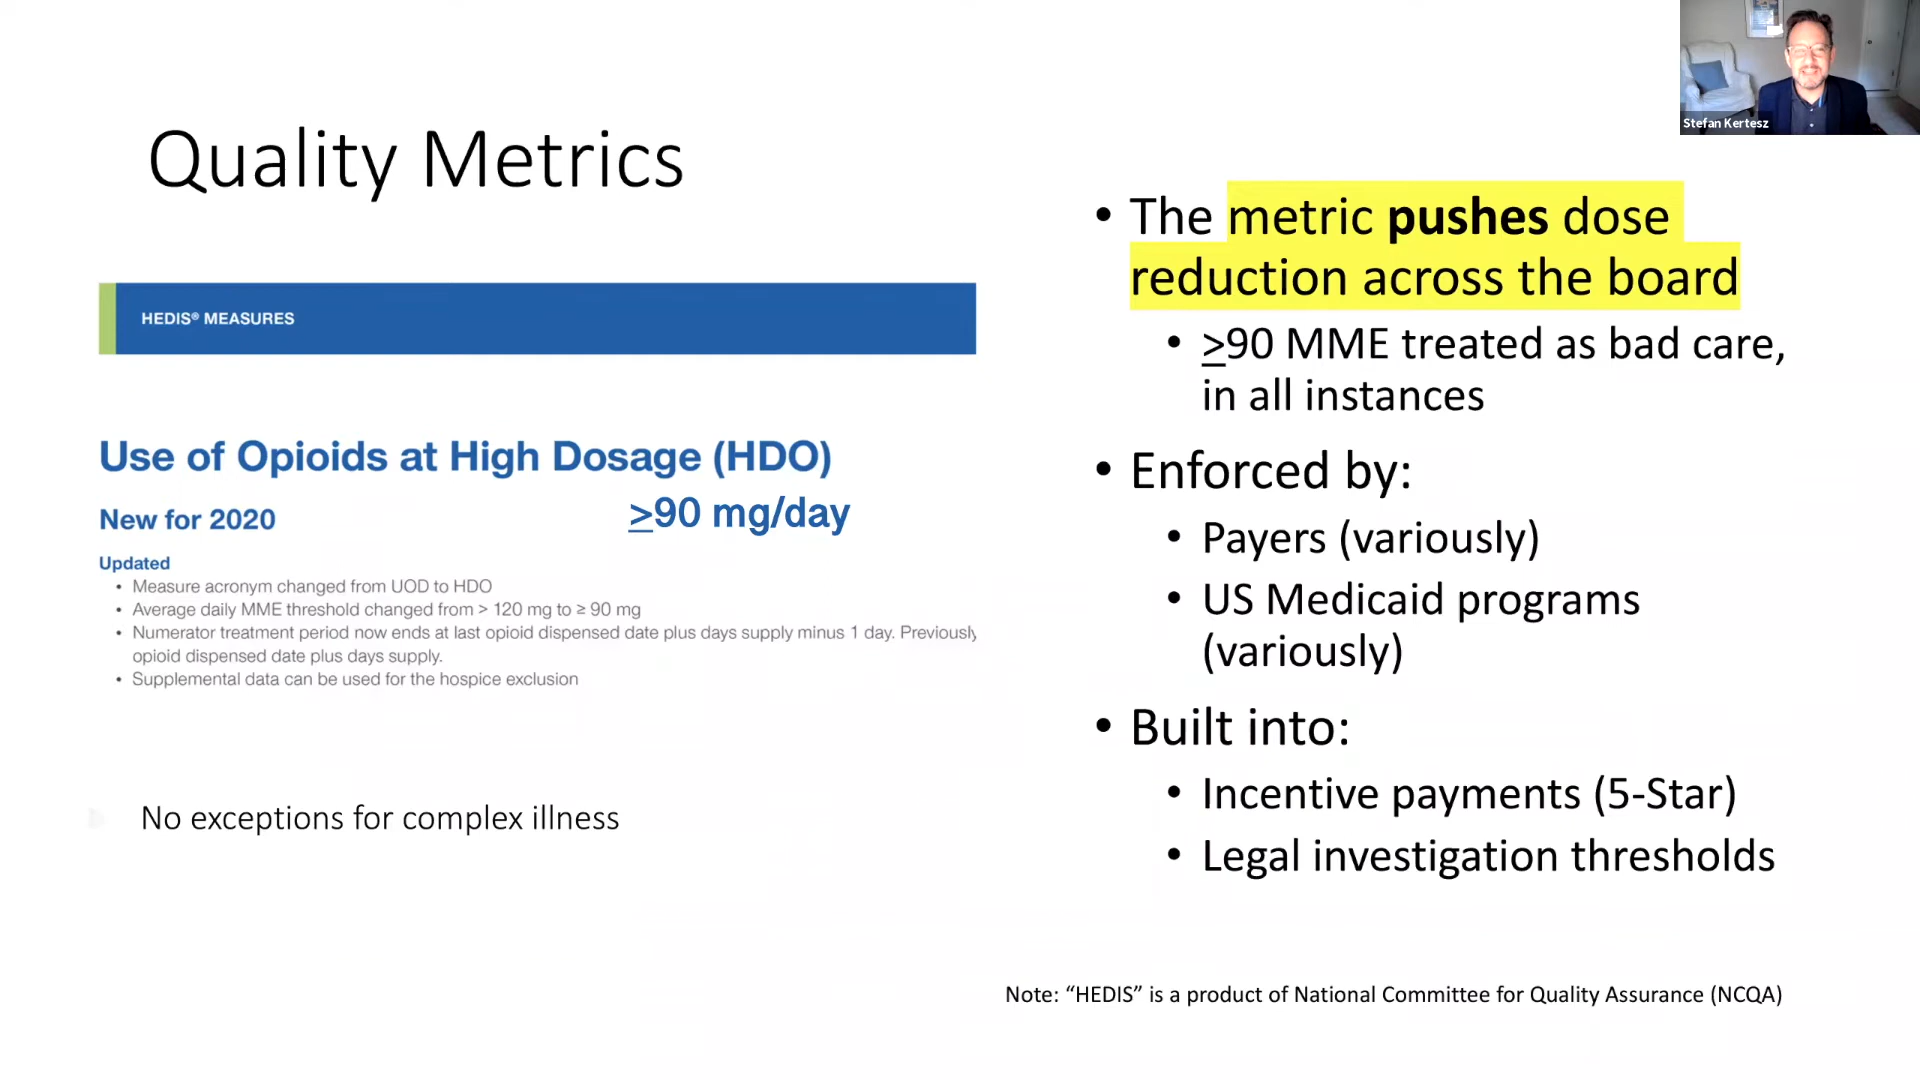 Stefan Kertesz
Quality Metrics
HEDIS® MEASURES
Use of Opioids at High Dosage (HDO)
New for 2020
≥90 mg/day
Updated
• Measure acronym changed from UOD to HDO
• Average daily MME threshold changed from > 120 mg to ≥ 90 mg
• Numerator treatment period now ends at last opioid dispensed date plus days supply minus 1 day. Previously,
opioid dispensed date plus days supply.
• Supplemental data can be used for the hospice exclusion
No exceptions for complex illness
• The metric pushes dose
reduction across the board
• ≥90 MME treated as bad care,
in all instances
• Enforced by:
• Payers (variously)
• US Medicaid programs
(variously)
• Built into:
• Incentive payments (5-Star)
• Legal investigation thresholds
Note: “HEDIS” is a product of National Committee for Quality Assurance (NCQA)